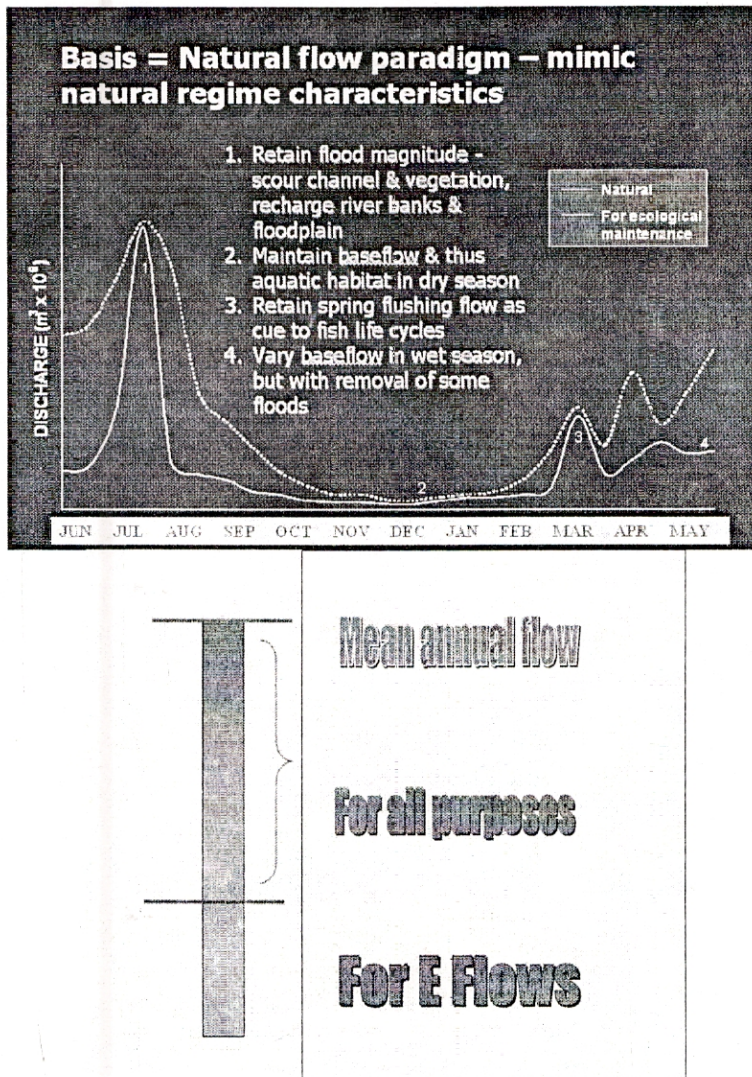 Basis = Natural flow paradigm – mimic
natural regime characteristics
1. Retain flood magnitude -
scour channel & vegetation,
recharge river banks &
floodplain
2. Maintain baseflow & thus
aquatic habitat in dry season
3. Retain spring flushing flow as
cue to fish life cycles
4. Vary baseflow in wet season,
but with removal of some
floods
Natural
For ecological
maintenance
DISCHARGE (m³ x 10⁶)
1
2
3
4
JUN JUL AUG SEP OCT NOV DEC JAN FEB MAR APR MAY
Mean annual flow
For all purposes
For E Flows